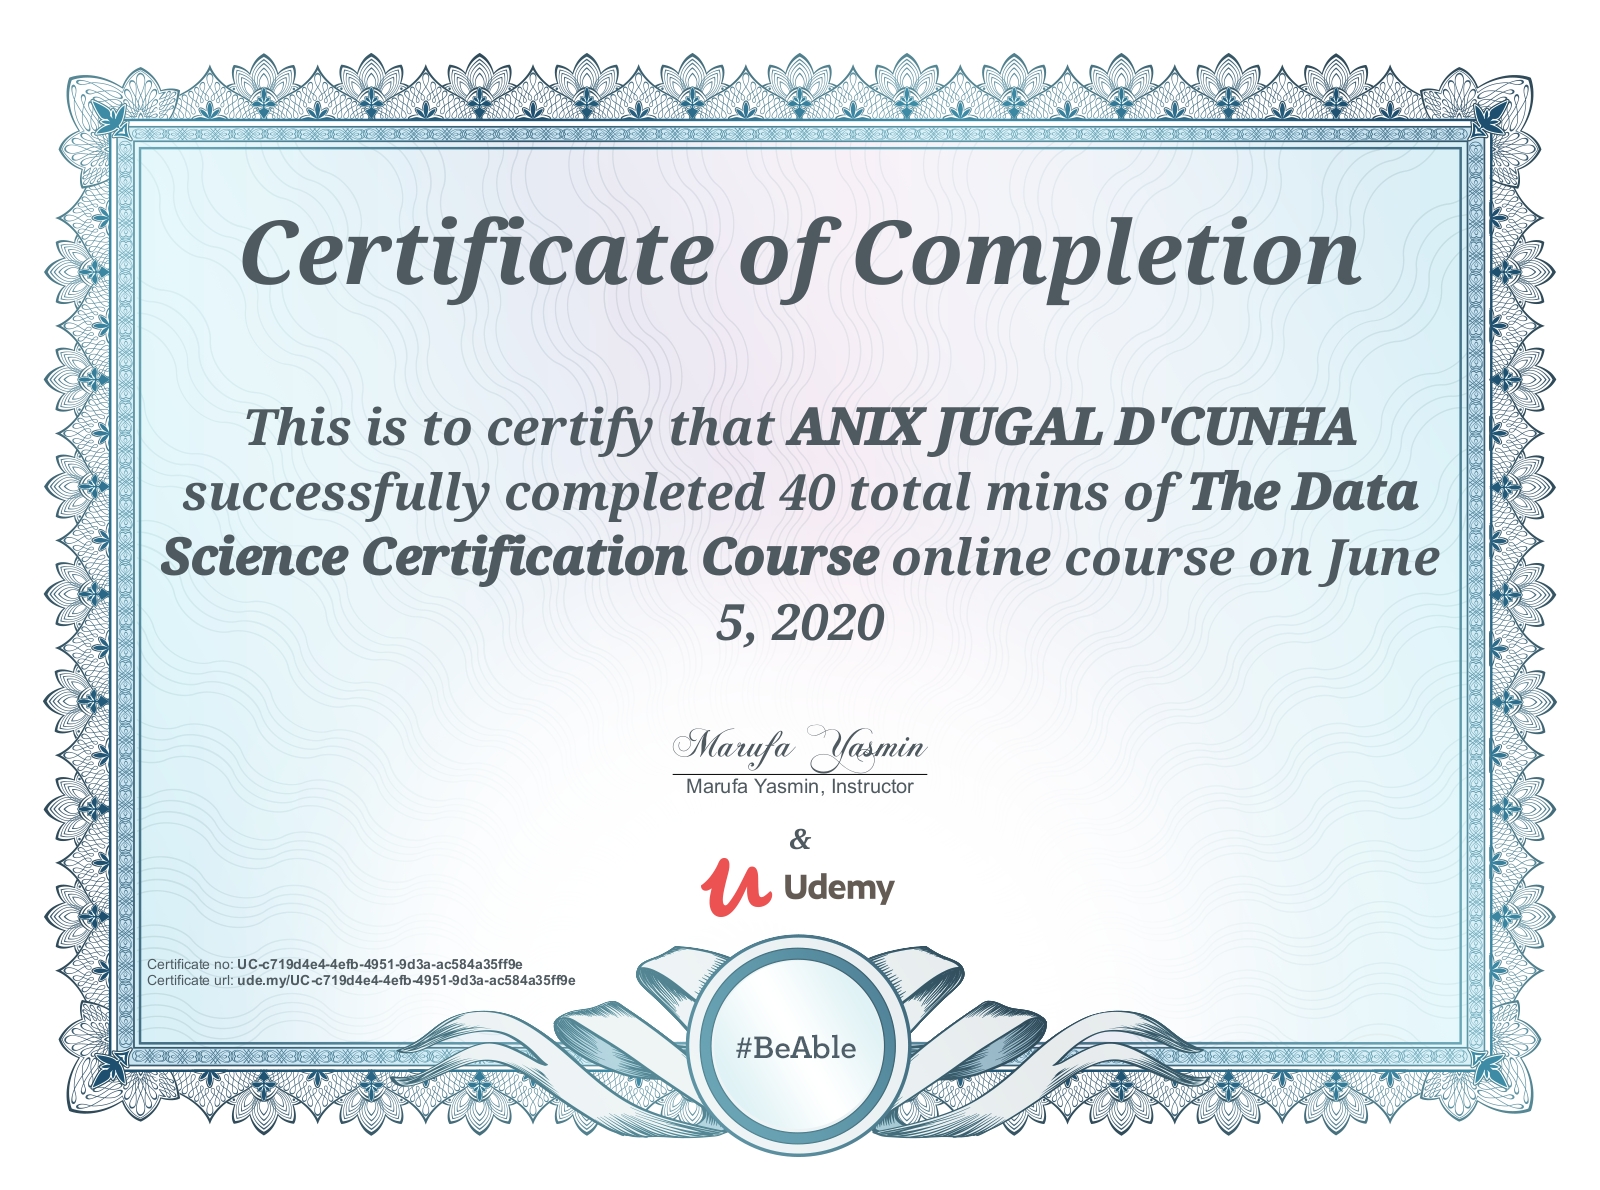 Certificate of Completion
This is to certify that ANIX JUGAL D'CUNHA
successfully completed 40 total mins of The Data
Science Certification Course online course on June
5, 2020
Marufa Yasmin
Marufa Yasmin, Instructor
&
Udemy
Certificate no: UC-c719d4e4-4efb-4951-9d3a-ac584a35ff9e
Certificate url: ude.my/UC-c719d4e4-4efb-4951-9d3a-ac584a35ff9e
#BeAble